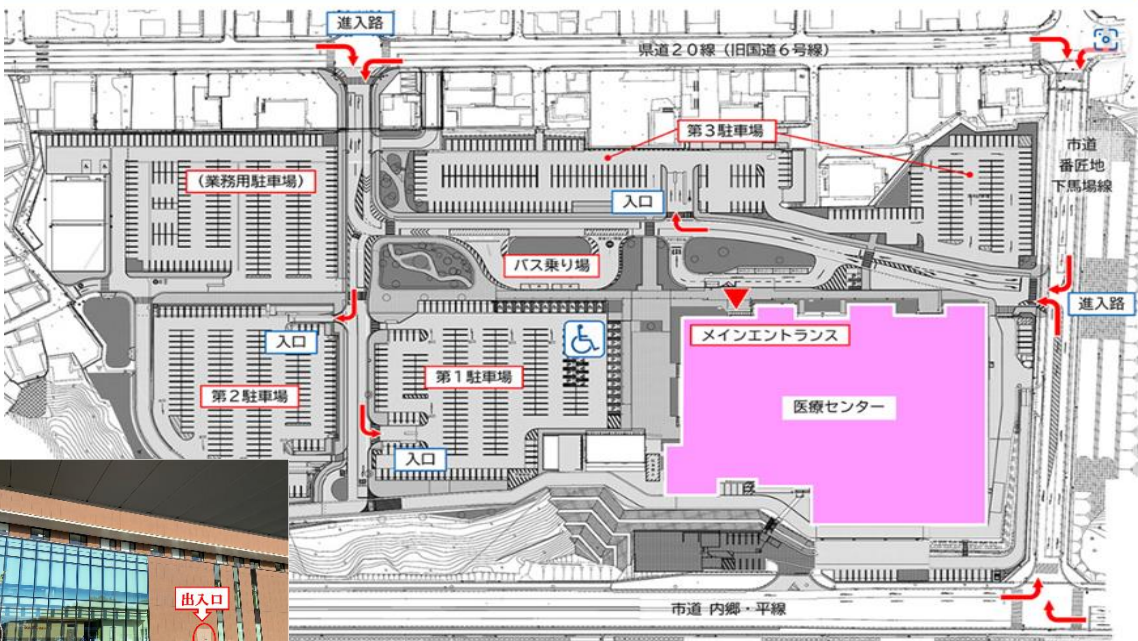 進入路
県道20線（旧国道6号線）
第3駐車場
市道
番匠地
下馬場線
（業務用駐車場）
入口
バス乗り場
進入路
メインエントランス
入口
第1駐車場
第2駐車場
医療センター
入口
出入口
市道 内郷・平線